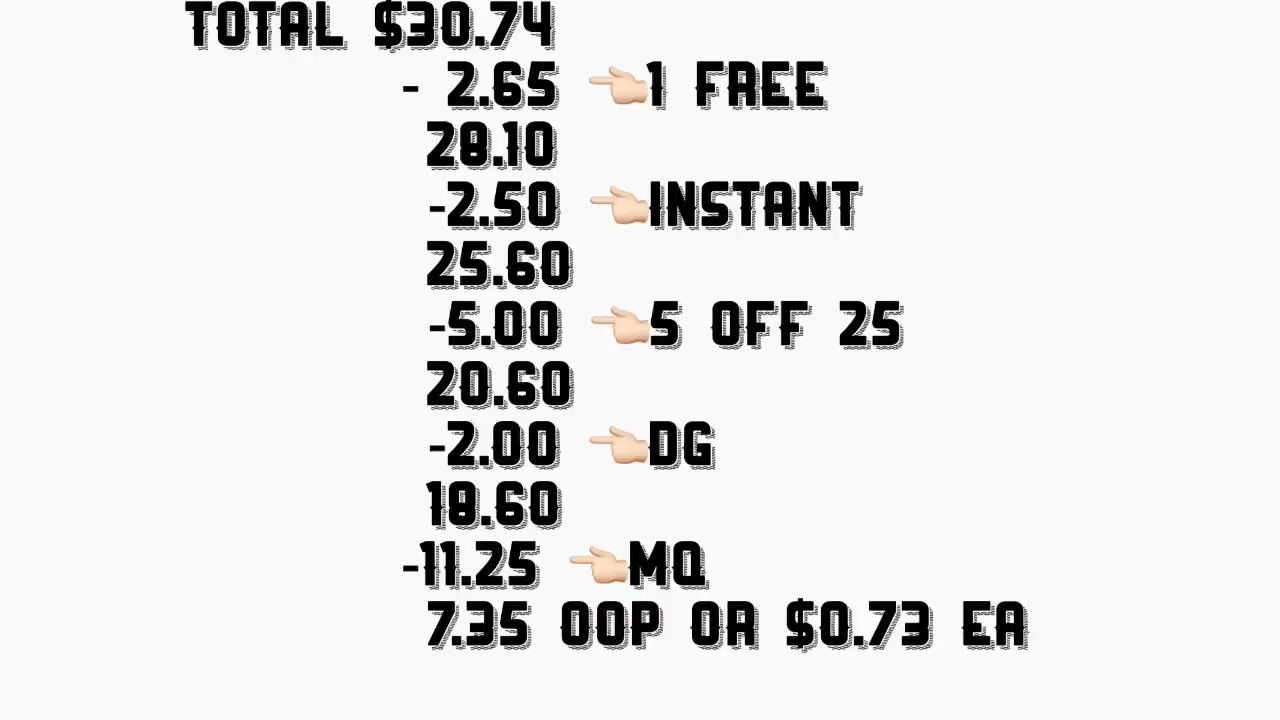 TOTAL $30.74
- 2.65 👈🏻1 FREE
28.10
-2.50 👈🏻INSTANT
25.60
-5.00 👈🏻5 OFF 25
20.60
-2.00 👈🏻DG
18.60
-11.25 👈🏻MQ
7.35 OOP OR $0.73 EA